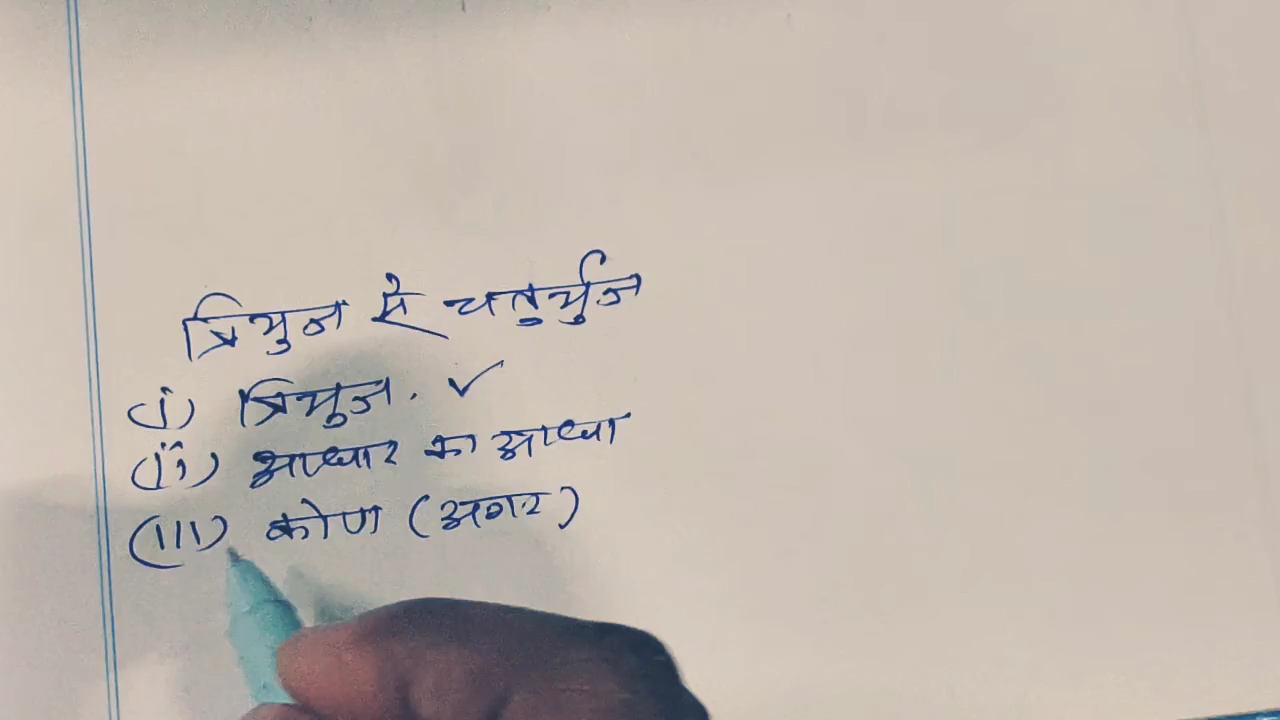 त्रिभुज से चतुर्भुज
(i) त्रिभुज. ✓
(ii) आधार का आधा
(iii) कोण (अगर)